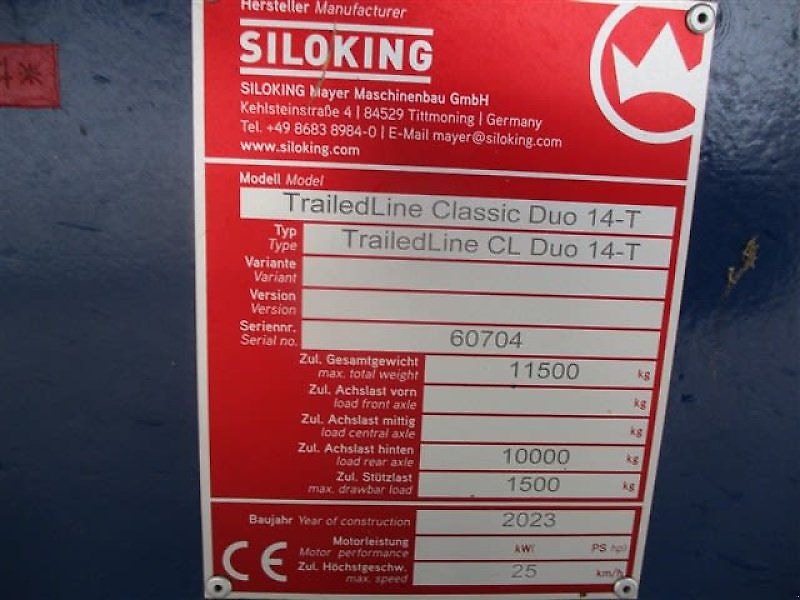 Hersteller Manufacturer
SILOKING
SILOKING Mayer Maschinenbau GmbH
Kehlsteinstraße 4 | 84529 Tittmoning | Germany
Tel. +49 8683 8984-0 | E-Mail mayer@siloking.com
www.siloking.com
4*
Modell Model
TrailedLine Classic Duo 14-T
Typ
Type
TrailedLine CL Duo 14-T
Variante
Variant
Version
Version
Seriennr.
Serial no.
60704
Zul. Gesamtgewicht
max. total weight
11500 kg
Zul. Achslast vorn
load front axle
kg
Zul. Achslast mittig
load central axle
kg
Zul. Achslast hinten
load rear axle
10000 kg
Zul. Stützlast
max. drawbar load
1500 kg
Baujahr Year of construction 2023
Motorleistung
Motor performance
kW| PS hp|
CE
Zul. Höchstgeschw.
max. speed
25 km/h